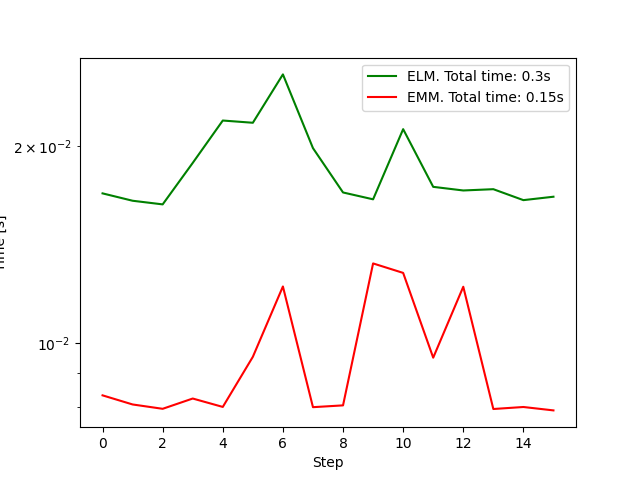 ELM. Total time: 0.3s
EMM. Total time: 0.15s
2 × 10⁻²
10⁻²
[s]
0 2 4 6 8 10 12 14
Step